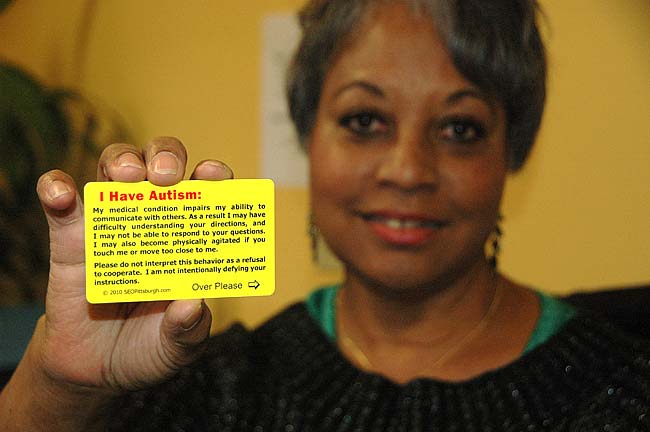 I Have Autism:
My medical condition impairs my ability to
communicate with others. As a result I may have
difficulty understanding your directions, and
I may not be able to respond to your questions.
I may also become physically agitated if you
touch me or move too close to me.
Please do not interpret this behavior as a refusal
to cooperate. I am not intentionally defying your
instructions.
Over Please
© 2010 SEOPittsburgh.com